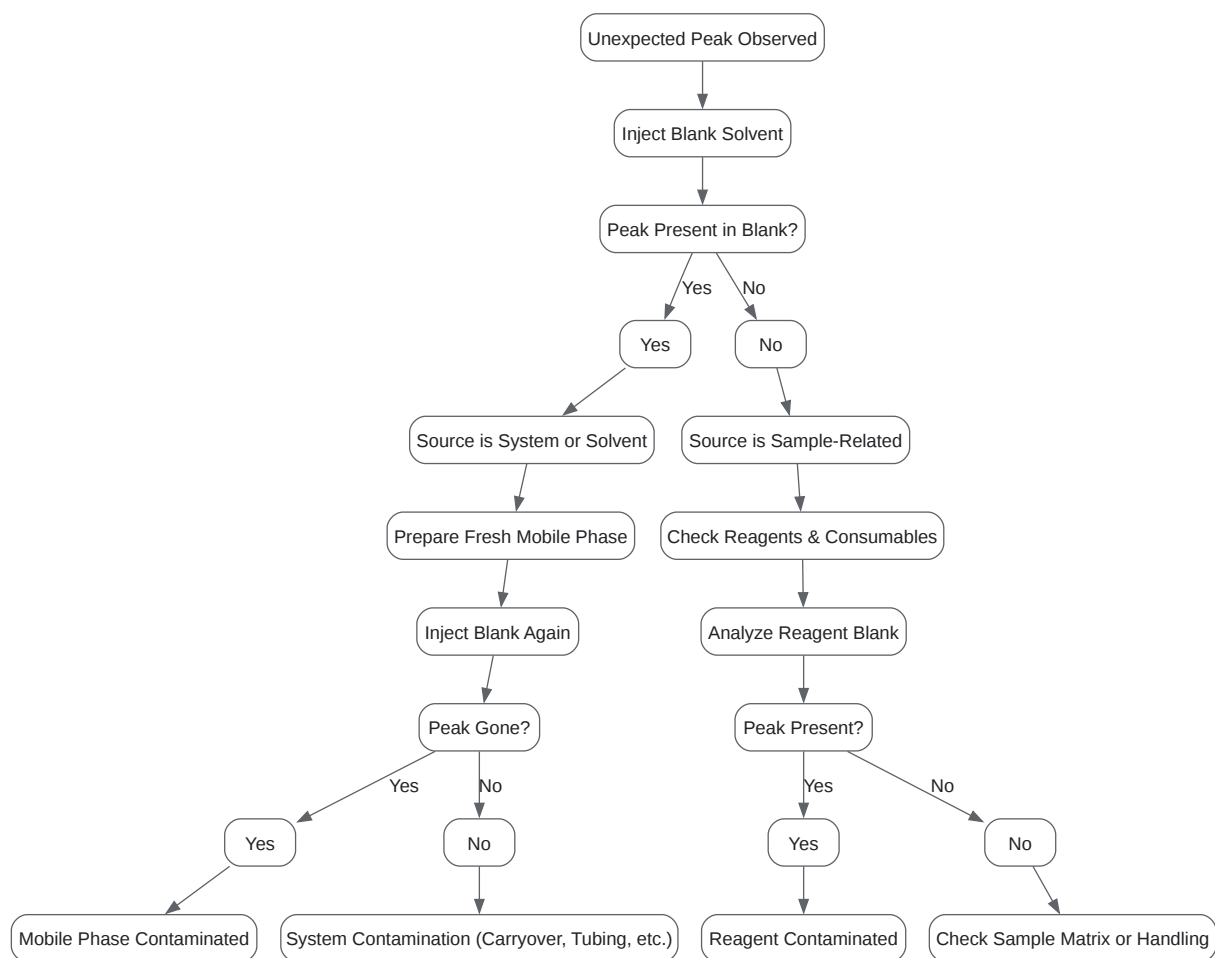 Unexpected Peak Observed
Inject Blank Solvent
Peak Present in Blank?
Yes
No
Yes
No
Source is System or Solvent
Source is Sample-Related
Prepare Fresh Mobile Phase
Check Reagents & Consumables
Inject Blank Again
Analyze Reagent Blank
Peak Gone?
Peak Present?
Yes
No
Yes
No
Yes
No
Yes
No
Mobile Phase Contaminated
System Contamination (Carryover, Tubing, etc.)
Reagent Contaminated
Check Sample Matrix or Handling